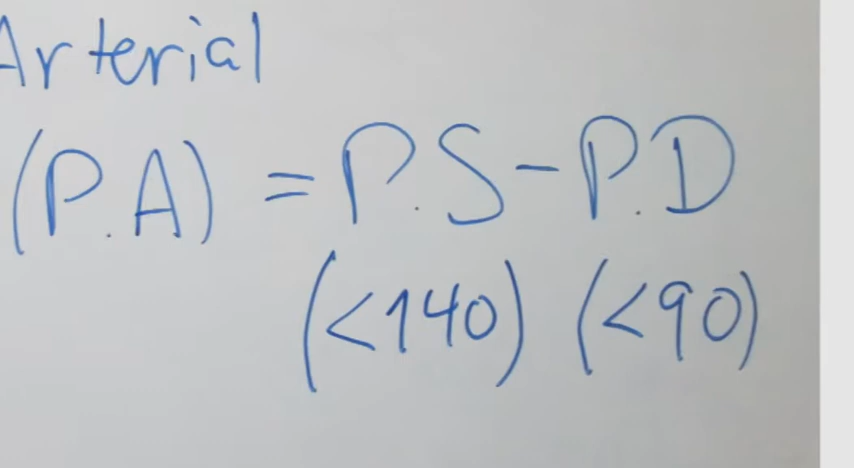 Arterial
(P.A) = P.S - P.D
(<140) (<90)